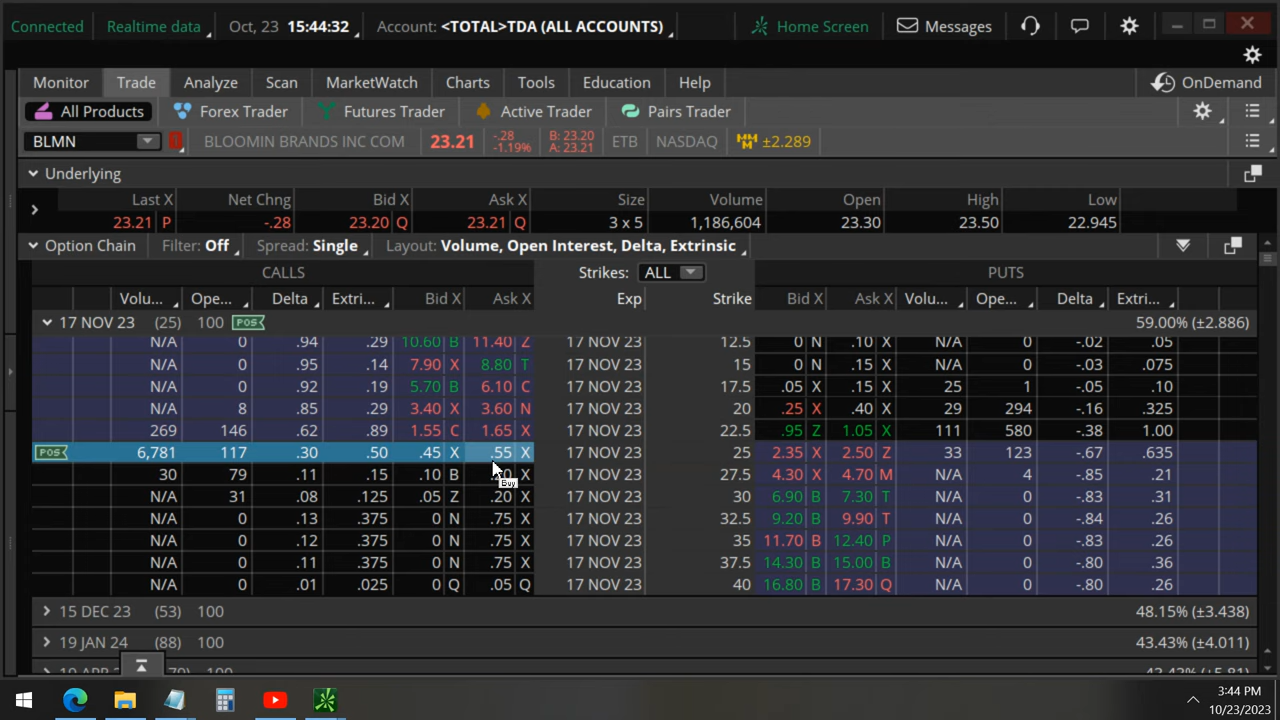 Connected Realtime data Oct, 23 15:44:32 Account: <TOTAL>TDA (ALL ACCOUNTS) Home Screen Messages
Monitor Trade Analyze Scan MarketWatch Charts Tools Education Help OnDemand
All Products Forex Trader Futures Trader Active Trader Pairs Trader
BLMN BLOOMIN BRANDS INC COM 23.21 -.28 -1.19% B: 23.20 A: 23.21 ETB NASDAQ ±2.289
Underlying
Last X Net Chng Bid X Ask X Size Volume Open High Low
23.21 P -.28 23.20 Q 23.21 Q 3 x 5 1,186,604 23.30 23.50 22.945
Option Chain Filter: Off Spread: Single Layout: Volume, Open Interest, Delta, Extrinsic
CALLS Strikes: ALL PUTS
Volu... Ope... Delta Extri... Bid X Ask X Exp Strike Bid X Ask X Volu... Ope... Delta Extri...
17 NOV 23 (25) 100 POS 59.00% (±2.886)
N/A 0 .94 .29 10.60 B 11.40 Z 17 NOV 23 12.5 0 N .10 X N/A 0 -.02 .05
N/A 0 .95 .14 7.90 X 8.80 T 17 NOV 23 15 0 N .15 X N/A 0 -.03 .075
N/A 0 .92 .19 5.70 B 6.10 C 17 NOV 23 17.5 .05 X .15 X 25 1 -.05 .10
N/A 8 .85 .29 3.40 X 3.60 N 17 NOV 23 20 .25 X .40 X 29 294 -.16 .325
269 146 .62 .89 1.55 C 1.65 X 17 NOV 23 22.5 .95 Z 1.05 X 111 580 -.38 1.00
POS 6,781 117 .30 .50 .45 X .55 X 17 NOV 23 25 2.35 X 2.50 Z 33 123 -.67 .635
30 79 .11 .15 .10 B X 17 NOV 23 27.5 4.30 X 4.70 M N/A 4 -.85 .21
Buy
N/A 31 .08 .125 .05 Z .20 X 17 NOV 23 30 6.90 B 7.30 T N/A 0 -.83 .31
N/A 0 .13 .375 0 N .75 X 17 NOV 23 32.5 9.20 B 9.90 T N/A 0 -.84 .26
N/A 0 .12 .375 0 N .75 X 17 NOV 23 35 11.70 B 12.40 P N/A 0 -.83 .26
N/A 0 .11 .375 0 N .75 X 17 NOV 23 37.5 14.30 B 15.00 B N/A 0 -.80 .36
N/A 0 .01 .025 0 Q .05 Q 17 NOV 23 40 16.80 B 17.30 Q N/A 0 -.80 .26
15 DEC 23 (53) 100 48.15% (±3.438)
19 JAN 24 (88) 100 43.43% (±4.011)
3:44 PM
10/23/2023